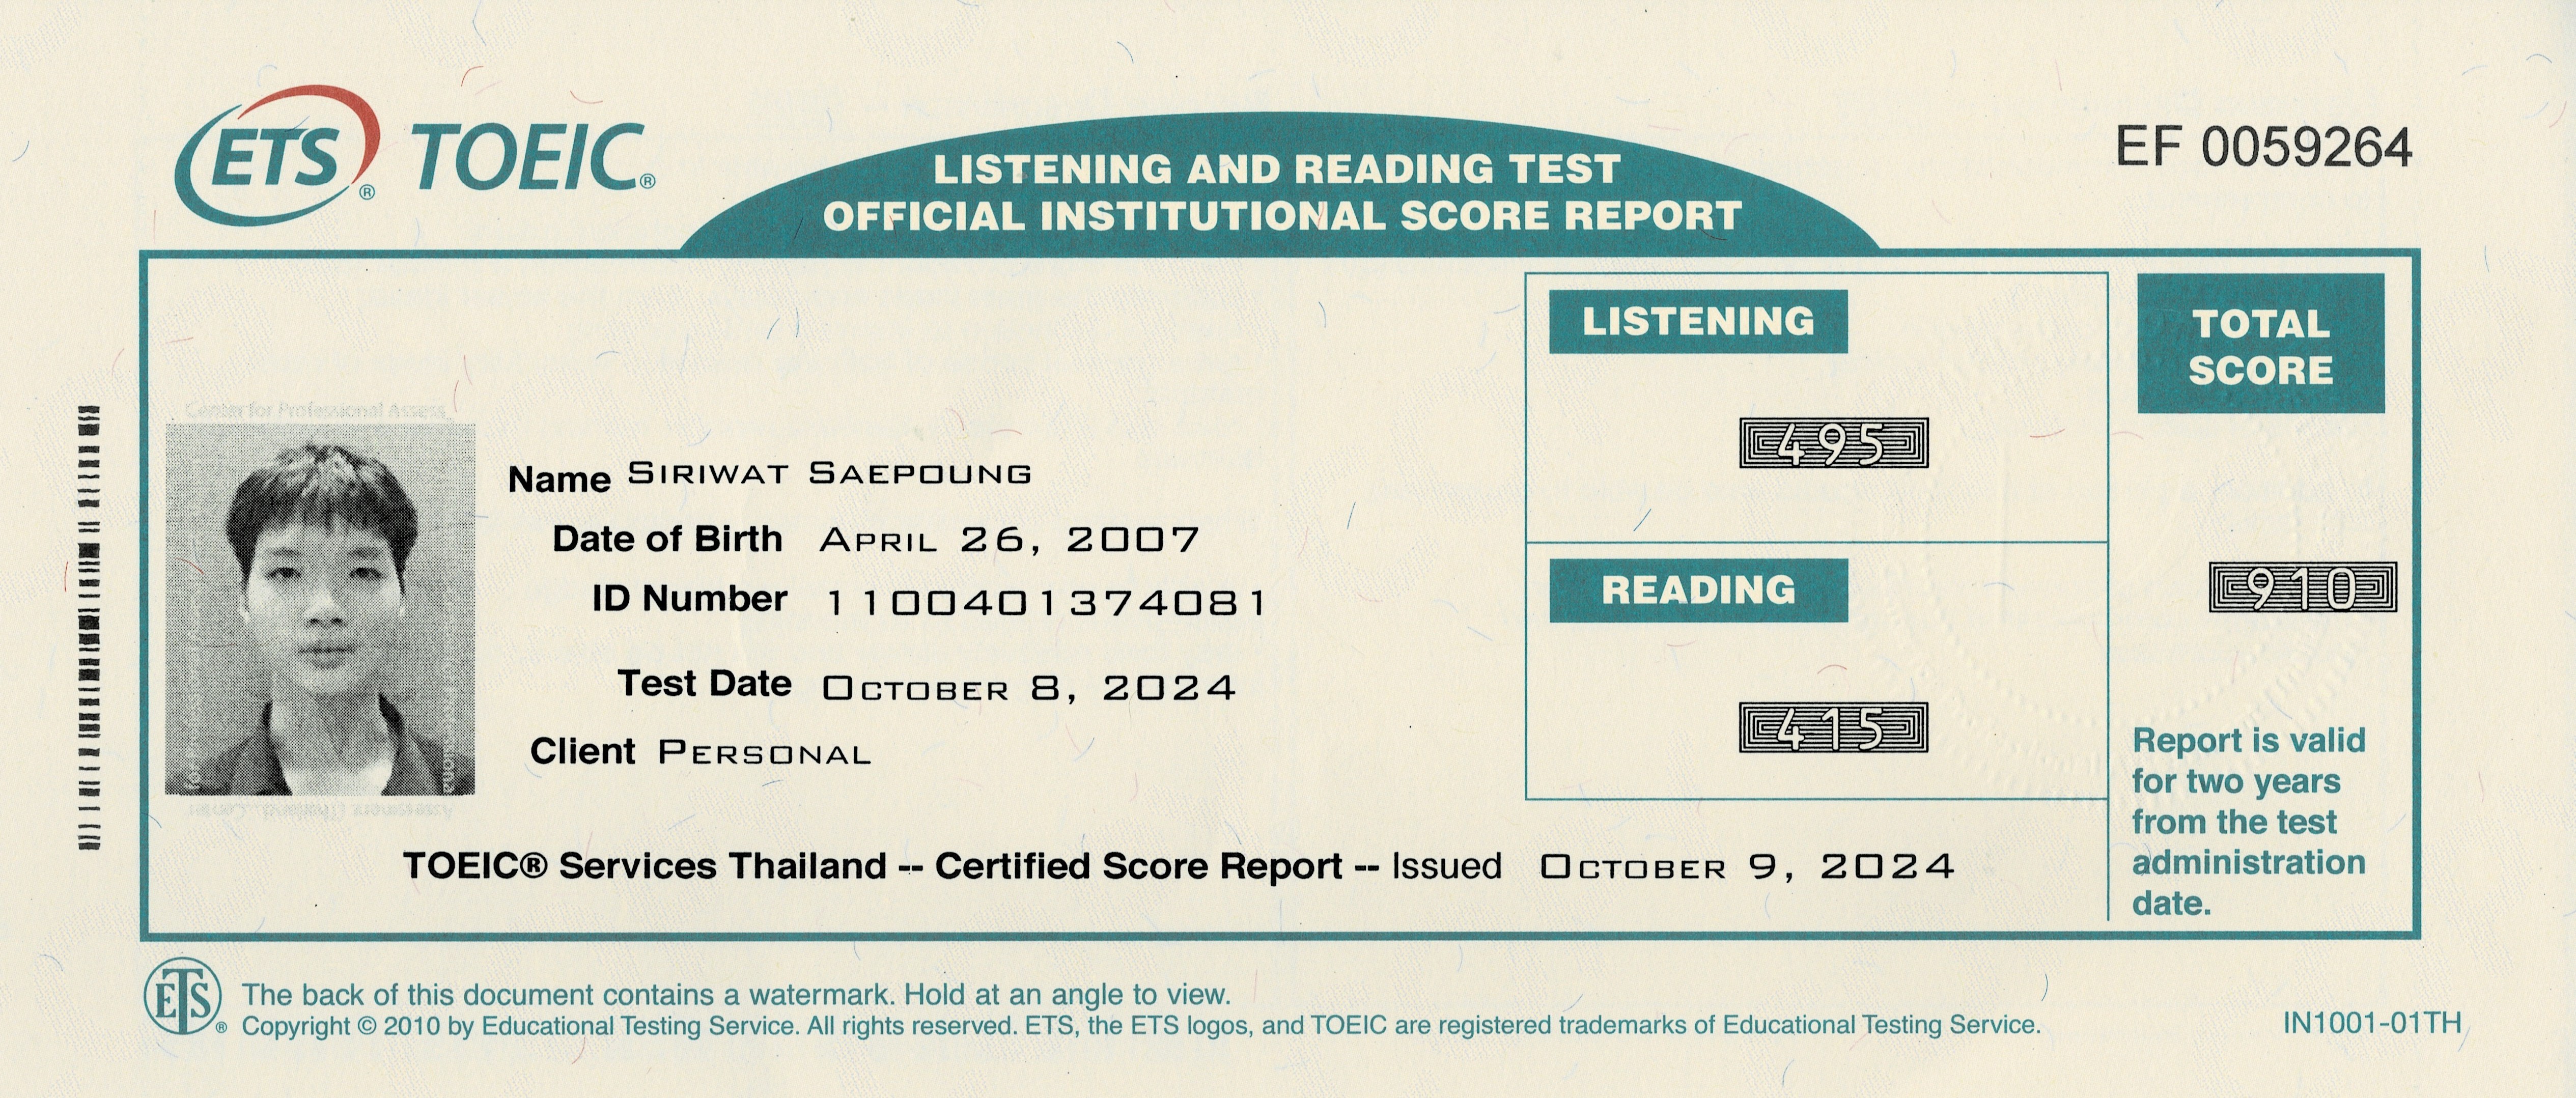 ETS® TOEIC®
LISTENING AND READING TEST
OFFICIAL INSTITUTIONAL SCORE REPORT
EF 0059264
LISTENING
495
READING
415
TOTAL
SCORE
910
Report is valid
for two years
from the test
administration
date.
Center for Professional Assess
Name SIRIWAT SAEPOUNG
Date of Birth APRIL 26, 2007
ID Number 1100401374081
Test Date OCTOBER 8, 2024
Client PERSONAL
TOEIC® Services Thailand -- Certified Score Report -- Issued OCTOBER 9, 2024
ETS®
The back of this document contains a watermark. Hold at an angle to view.
Copyright © 2010 by Educational Testing Service. All rights reserved. ETS, the ETS logos, and TOEIC are registered trademarks of Educational Testing Service.
IN1001-01TH